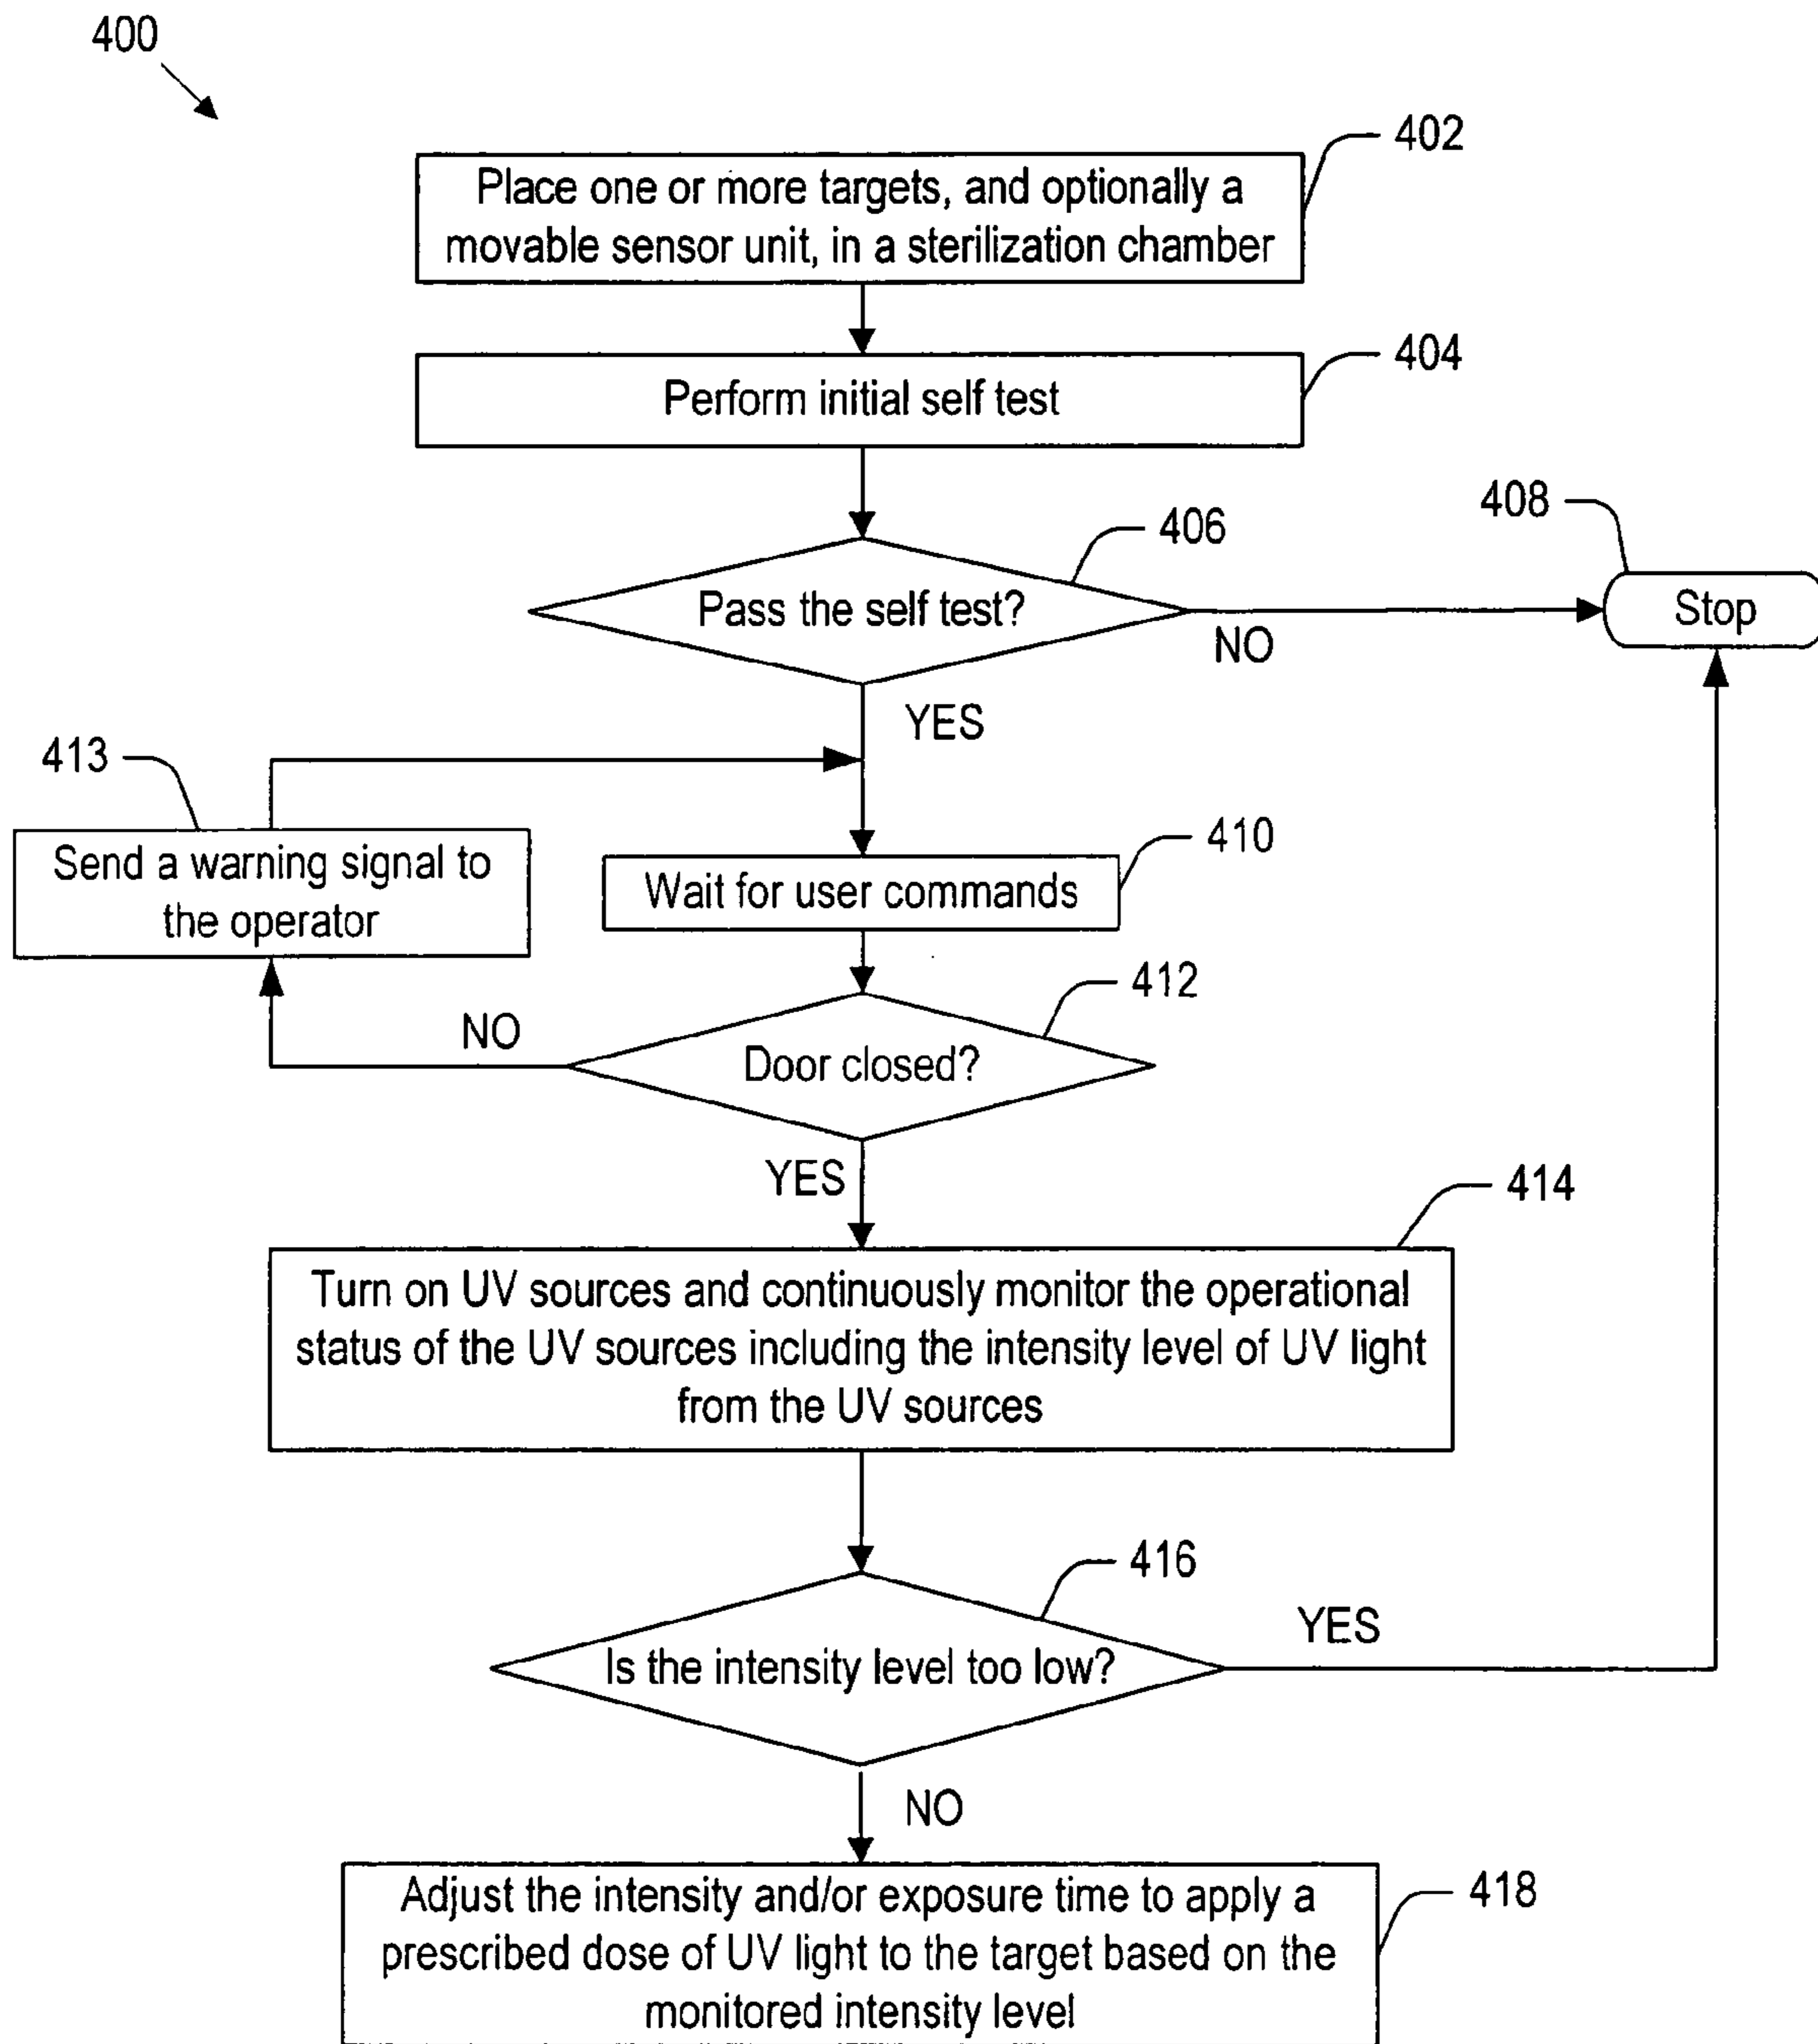 400
402
Place one or more targets, and optionally a
movable sensor unit, in a sterilization chamber
404
Perform initial self test
406
408
Pass the self test?
Stop
NO
YES
413
410
Send a warning signal to
the operator
Wait for user commands
412
NO
Door closed?
YES
414
Turn on UV sources and continuously monitor the operational
status of the UV sources including the intensity level of UV light
from the UV sources
416
YES
Is the intensity level too low?
NO
418
Adjust the intensity and/or exposure time to apply a
prescribed dose of UV light to the target based on the
monitored intensity level